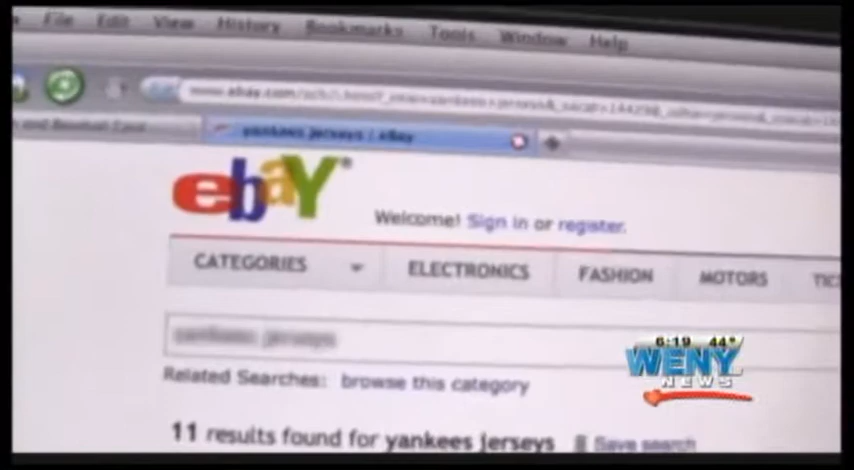 File Edit View History Bookmarks Tools Window Help
yankees jerseys / eBay
ebay®
Welcome! Sign in or register.
CATEGORIES ELECTRONICS FASHION MOTORS
yankees jerseys
Related Searches: browse this category
11 results found for yankees jerseys Save search
6:19 44°
WENY
NEWS